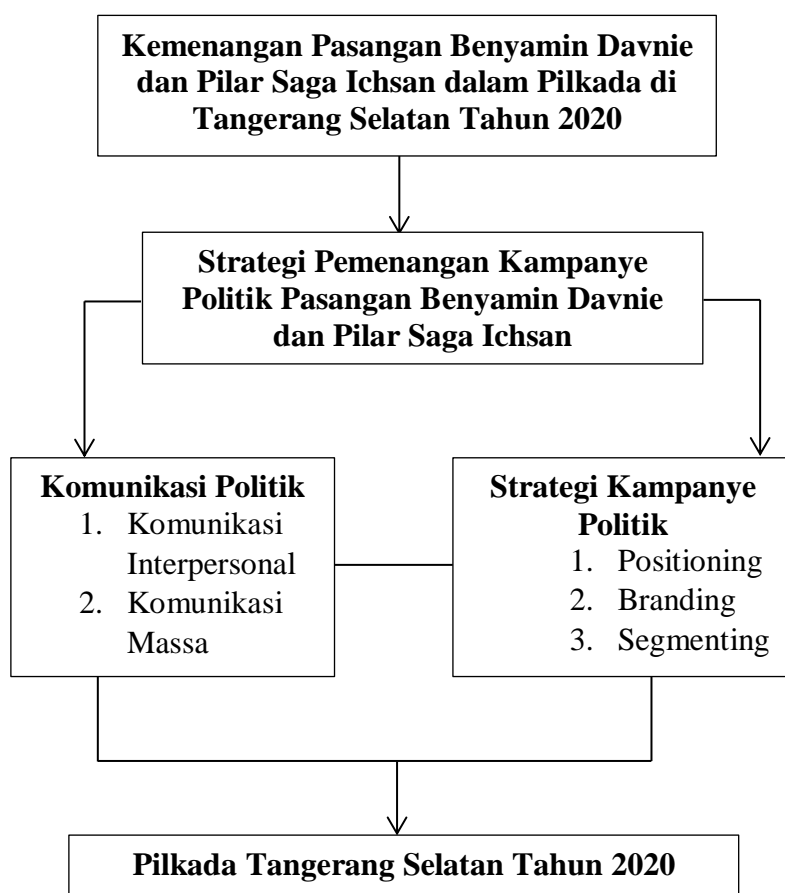 Kemenangan Pasangan Benyamin Davnie
dan Pilar Saga Ichsan dalam Pilkada di
Tangerang Selatan Tahun 2020
Strategi Pemenangan Kampanye
Politik Pasangan Benyamin Davnie
dan Pilar Saga Ichsan
Komunikasi Politik
1. Komunikasi
Interpersonal
2. Komunikasi
Massa
Strategi Kampanye
Politik
1. Positioning
2. Branding
3. Segmenting
Pilkada Tangerang Selatan Tahun 2020